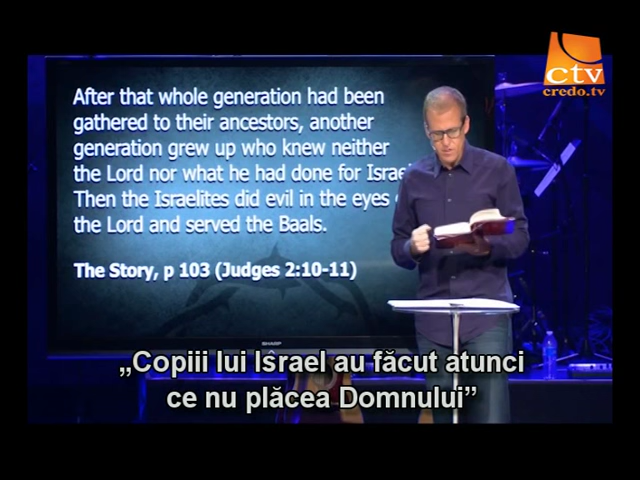 ctv
credo.tv
After that whole generation had been
gathered to their ancestors, another
generation grew up who knew neither
the Lord nor what he had done for Israe
Then the Israelites did evil in the eyes
the Lord and served the Baals.
The Story, p 103 (Judges 2:10-11)
SHARP
„Copiii lui Israel au făcut atunci
ce nu plăcea Domnului”